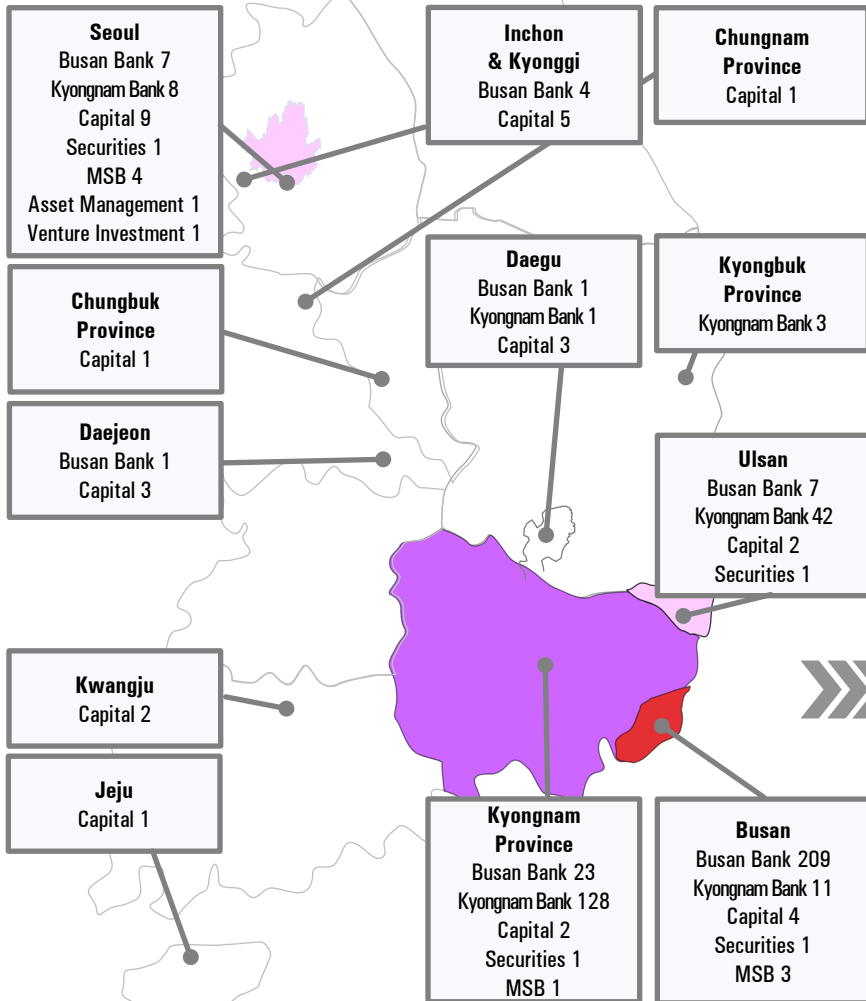 Seoul
Busan Bank 7
Kyongnam Bank 8
Capital 9
Securities 1
MSB 4
Asset Management 1
Venture Investment 1
Inchon
& Kyonggi
Busan Bank 4
Capital 5
Chungnam
Province
Capital 1
Chungbuk
Province
Capital 1
Daegu
Busan Bank 1
Kyongnam Bank 1
Capital 3
Kyongbuk
Province
Kyongnam Bank 3
Daejeon
Busan Bank 1
Capital 3
Ulsan
Busan Bank 7
Kyongnam Bank 42
Capital 2
Securities 1
Kwangju
Capital 2
Jeju
Capital 1
Kyongnam
Province
Busan Bank 23
Kyongnam Bank 128
Capital 2
Securities 1
MSB 1
Busan
Busan Bank 209
Kyongnam Bank 11
Capital 4
Securities 1
MSB 3